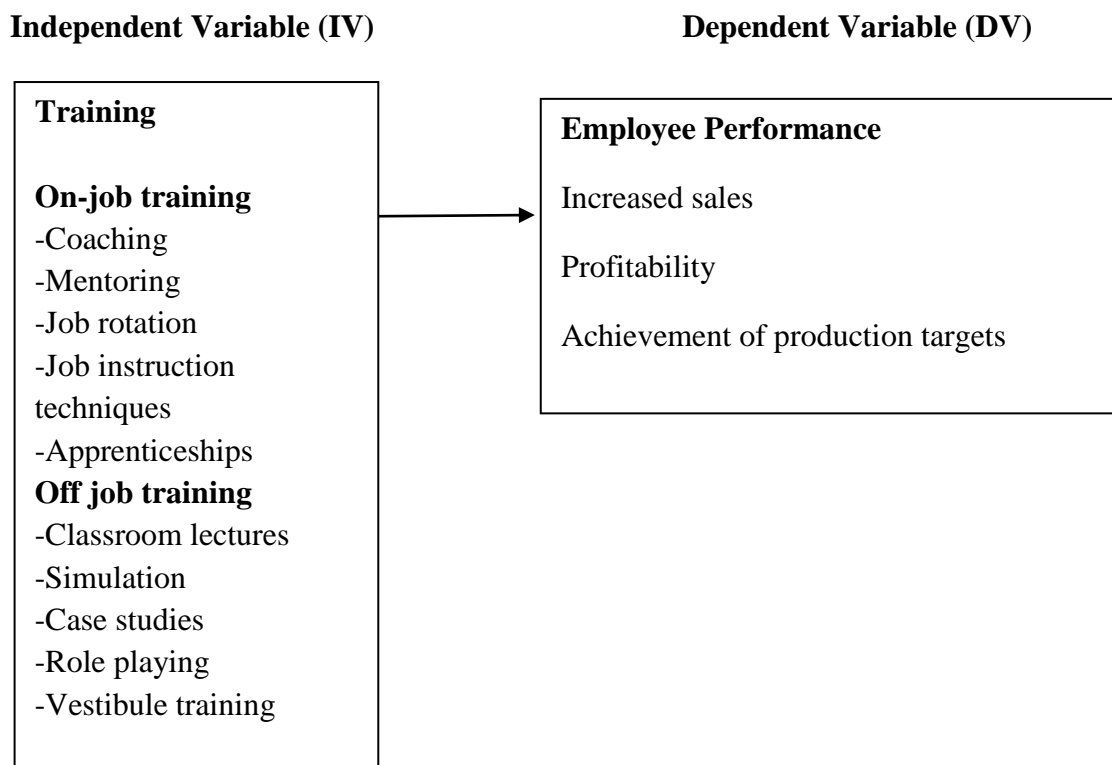 Independent Variable (IV)
Dependent Variable (DV)
Training
On-job training
-Coaching
-Mentoring
-Job rotation
-Job instruction
techniques
-Apprenticeships
Off job training
-Classroom lectures
-Simulation
-Case studies
-Role playing
-Vestibule training
Employee Performance
Increased sales
Profitability
Achievement of production targets